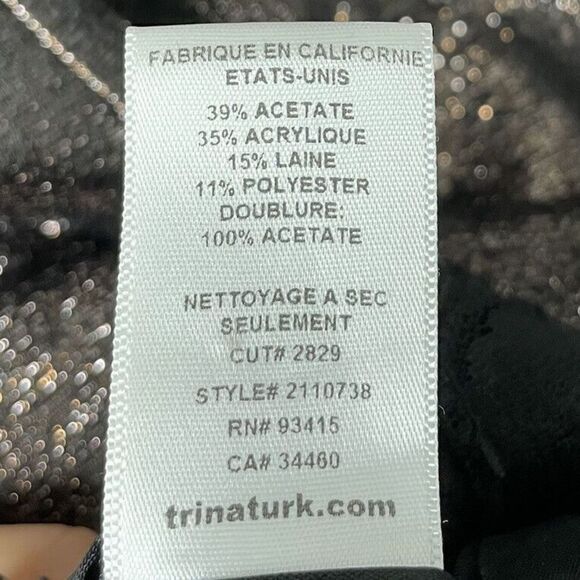 FABRIQUE EN CALIFORNIE
ETATS-UNIS
39% ACETATE
35% ACRYLIQUE
15% LAINE
11% POLYESTER
DOUBLURE:
100% ACETATE
NETTOYAGE A SEC
SEULEMENT
CUT# 2829
STYLE# 2110738
RN# 93415
CA# 34460
trinaturk.com